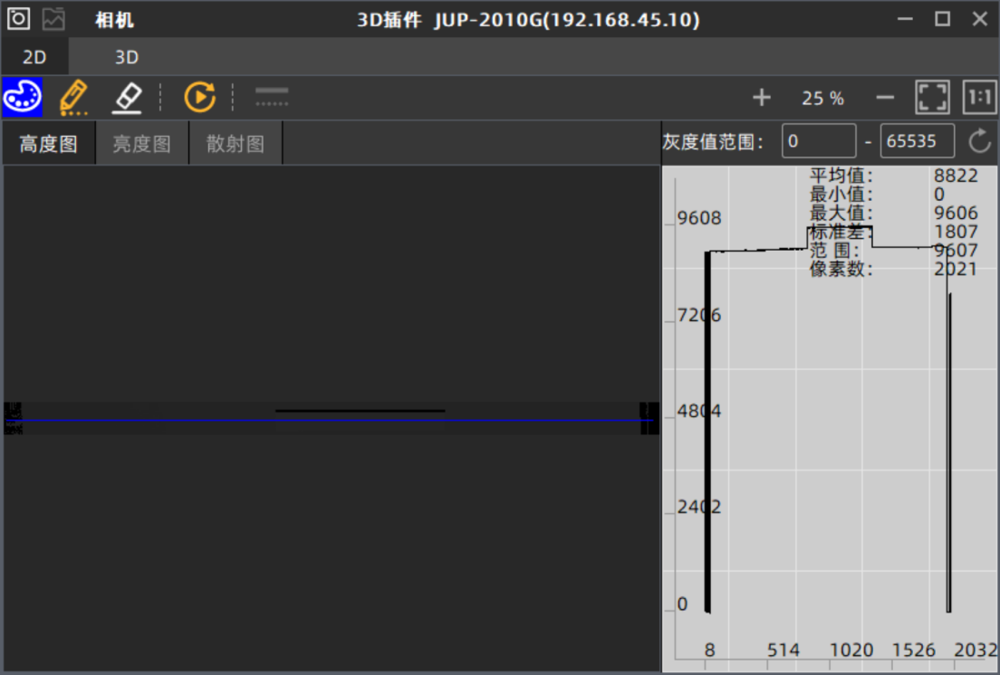 相机 3D插件 JUP-2010G(192.168.45.10)
2D 3D
25 % 1:1
高度图 亮度图 散射图 灰度值范围: 0 - 65535
平均值: 8822
最小值: 0
最大值: 9606
标准差: 1807
范 围: 9607
像素数: 2021
9608
7206
4804
2402
0
8 514 1020 1526 2032